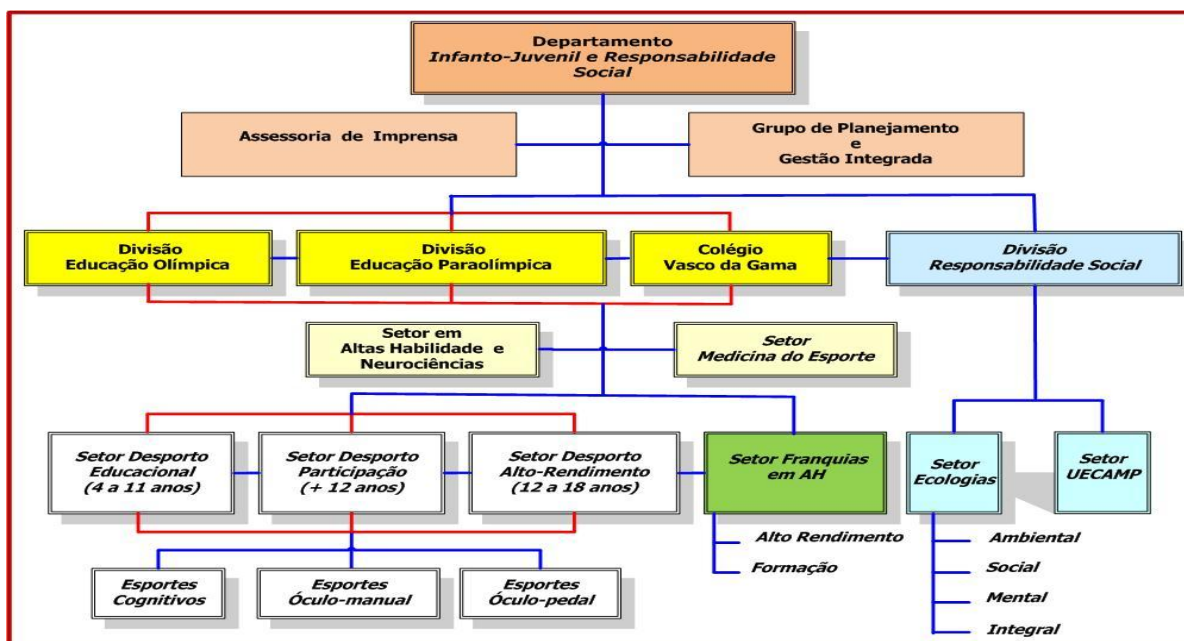 Departamento
Infanto-Juvenil e Responsabilidade
Social
Assessoria de Imprensa
Grupo de Planejamento
e
Gestão Integrada
Divisão
Educação Olímpica
Divisão
Educação Paraolímpica
Colégio
Vasco da Gama
Divisão
Responsabilidade Social
Setor em
Altas Habilidade e
Neurociências
Setor
Medicina do Esporte
Setor Desporto
Educacional
(4 a 11 anos)
Setor Desporto
Participação
(+ 12 anos)
Setor Desporto
Alto-Rendimento
(12 a 18 anos)
Setor Franquias
em AH
Setor
Ecologias
Setor
UECAMP
Alto Rendimento
Formação
Ambiental
Social
Mental
Integral
Esportes
Cognitivos
Esportes
Óculo-manual
Esportes
Óculo-pedal